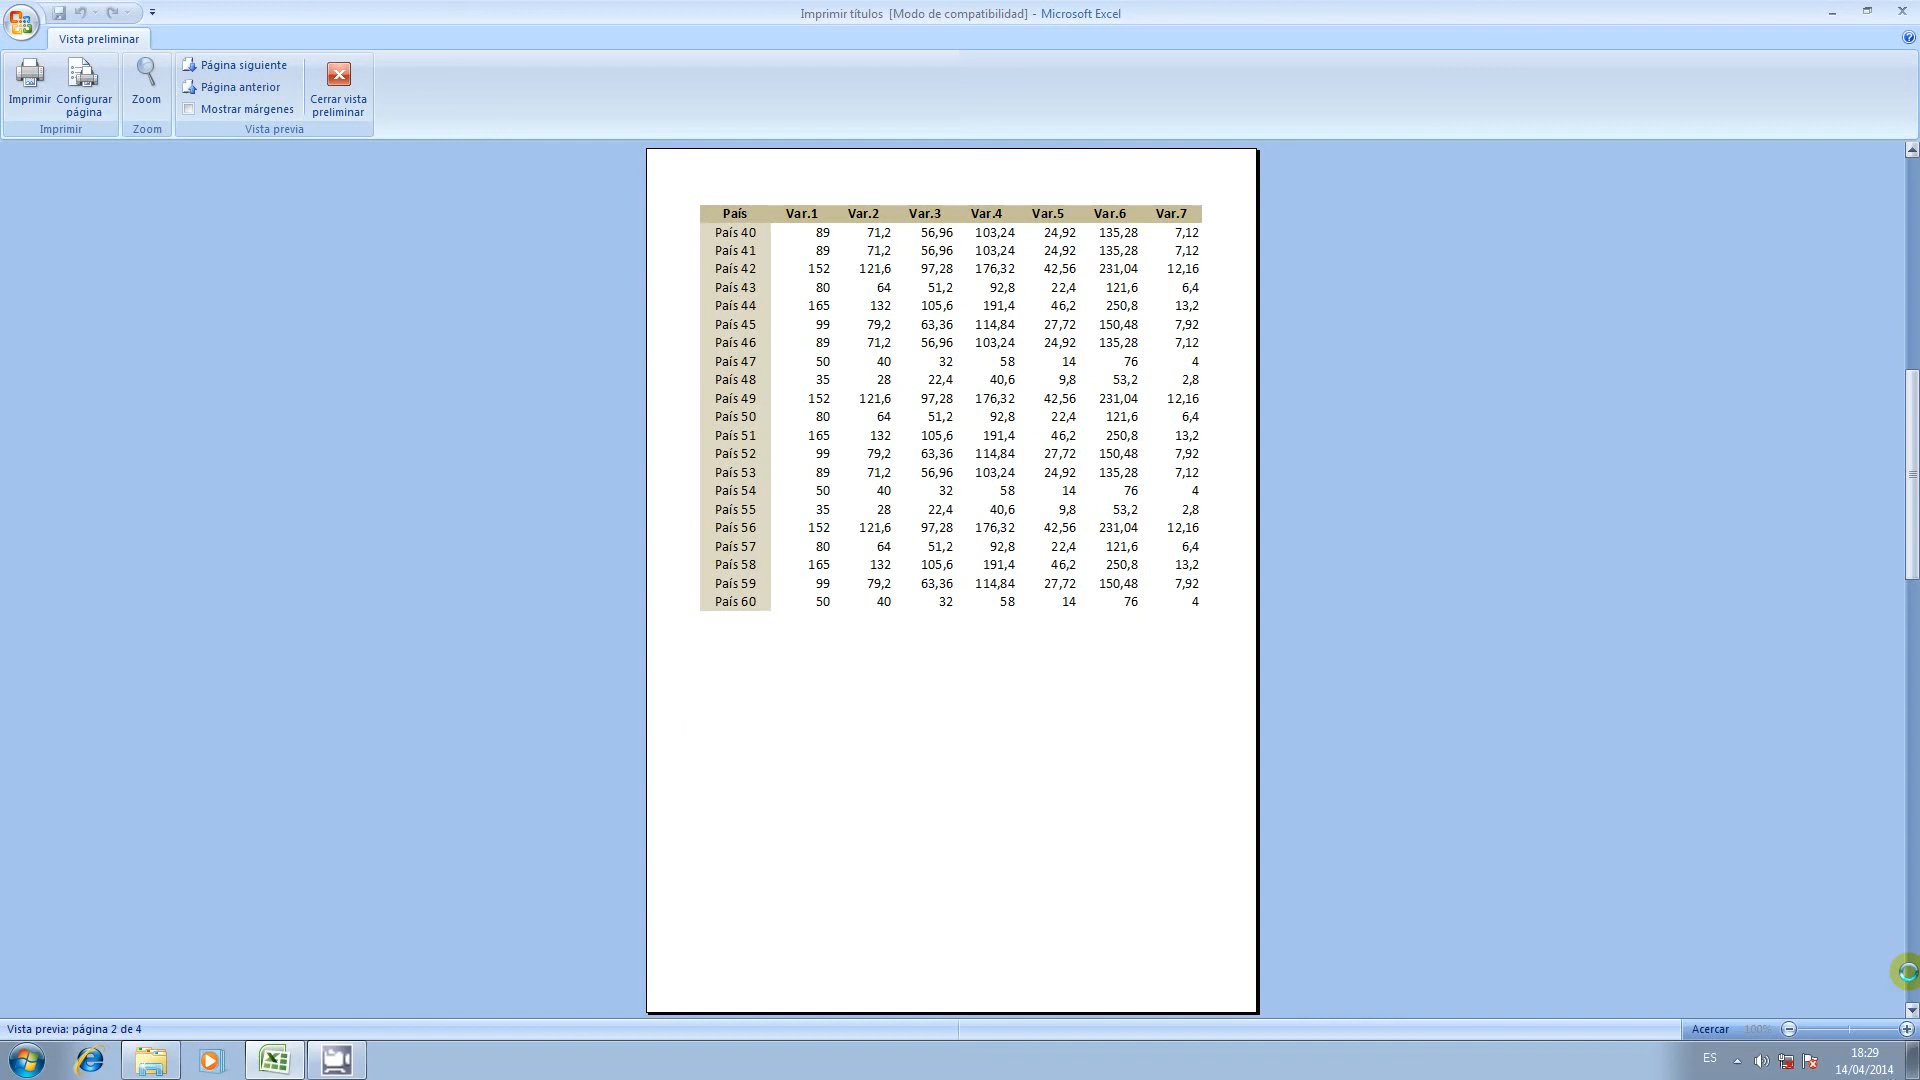 Imprimir títulos [Modo de compatibilidad] - Microsoft Excel
Vista preliminar
Imprimir
Configurar página
Zoom
Página siguiente
Página anterior
Mostrar márgenes
Cerrar vista preliminar
Imprimir
Zoom
Vista previa
País Var.1 Var.2 Var.3 Var.4 Var.5 Var.6 Var.7
País 40 89 71,2 56,96 103,24 24,92 135,28 7,12
País 41 89 71,2 56,96 103,24 24,92 135,28 7,12
País 42 152 121,6 97,28 176,32 42,56 231,04 12,16
País 43 80 64 51,2 92,8 22,4 121,6 6,4
País 44 165 132 105,6 191,4 46,2 250,8 13,2
País 45 99 79,2 63,36 114,84 27,72 150,48 7,92
País 46 89 71,2 56,96 103,24 24,92 135,28 7,12
País 47 50 40 32 58 14 76 4
País 48 35 28 22,4 40,6 9,8 53,2 2,8
País 49 152 121,6 97,28 176,32 42,56 231,04 12,16
País 50 80 64 51,2 92,8 22,4 121,6 6,4
País 51 165 132 105,6 191,4 46,2 250,8 13,2
País 52 99 79,2 63,36 114,84 27,72 150,48 7,92
País 53 89 71,2 56,96 103,24 24,92 135,28 7,12
País 54 50 40 32 58 14 76 4
País 55 35 28 22,4 40,6 9,8 53,2 2,8
País 56 152 121,6 97,28 176,32 42,56 231,04 12,16
País 57 80 64 51,2 92,8 22,4 121,6 6,4
País 58 165 132 105,6 191,4 46,2 250,8 13,2
País 59 99 79,2 63,36 114,84 27,72 150,48 7,92
País 60 50 40 32 58 14 76 4
Vista previa: página 2 de 4
Acercar 100%
ES
18:29
14/04/2014